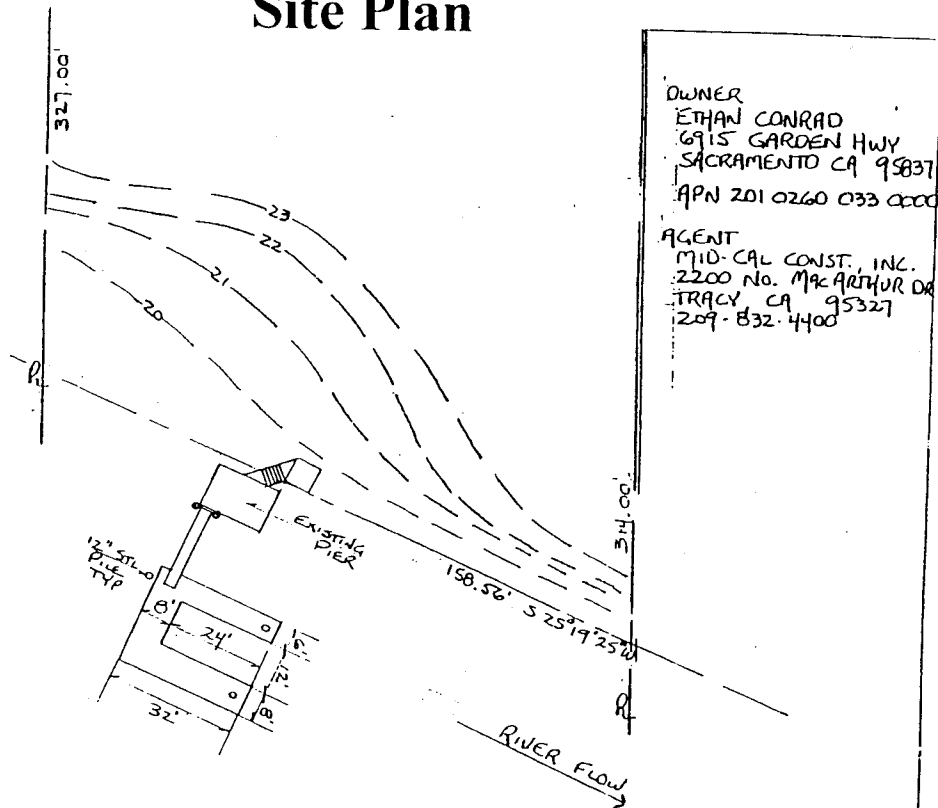 Site Plan
327.00'
OWNER
ETHAN CONRAD
6915 GARDEN HWY
SACRAMENTO CA 95837
APN 201 0260 033 0000
AGENT
MID-CAL CONST., INC.
2200 NO. MACARTHUR DR
TRACY, CA 95327
209-832-4400
23
22
21
20
PL
314.00'
EXISTING
PIER
12" STL
PILE
TYP
158.56' S 25°19'25" W
8'
24'
6'
12'
8'
32'
PL
RIVER FLOW